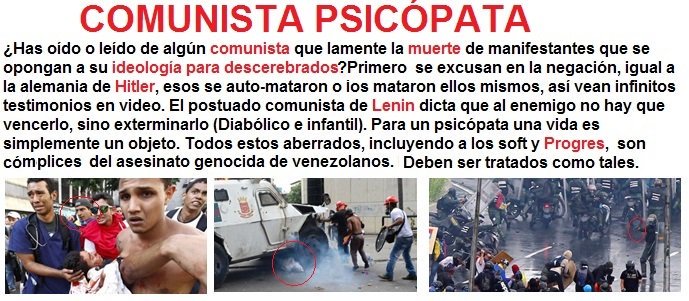 COMUNISTA PSICÓPATA
¿Has oído o leído de algún comunista que lamente la muerte de manifestantes que se
opongan a su ideología para descerebrados?Primero se excusan en la negación, igual a
la alemania de Hitler, esos se auto-mataron o ios mataron ellos mismos, así vean infinitos
testimonios en video. El postuado comunista de Lenin dicta que al enemigo no hay que
vencerlo, sino exterminarlo (Diabólico e infantil). Para un psicópata una vida es
simplemente un objeto. Todos estos aberrados, incluyendo a los soft y Progres, son
cómplices del asesinato genocida de venezolanos. Deben ser tratados como tales.